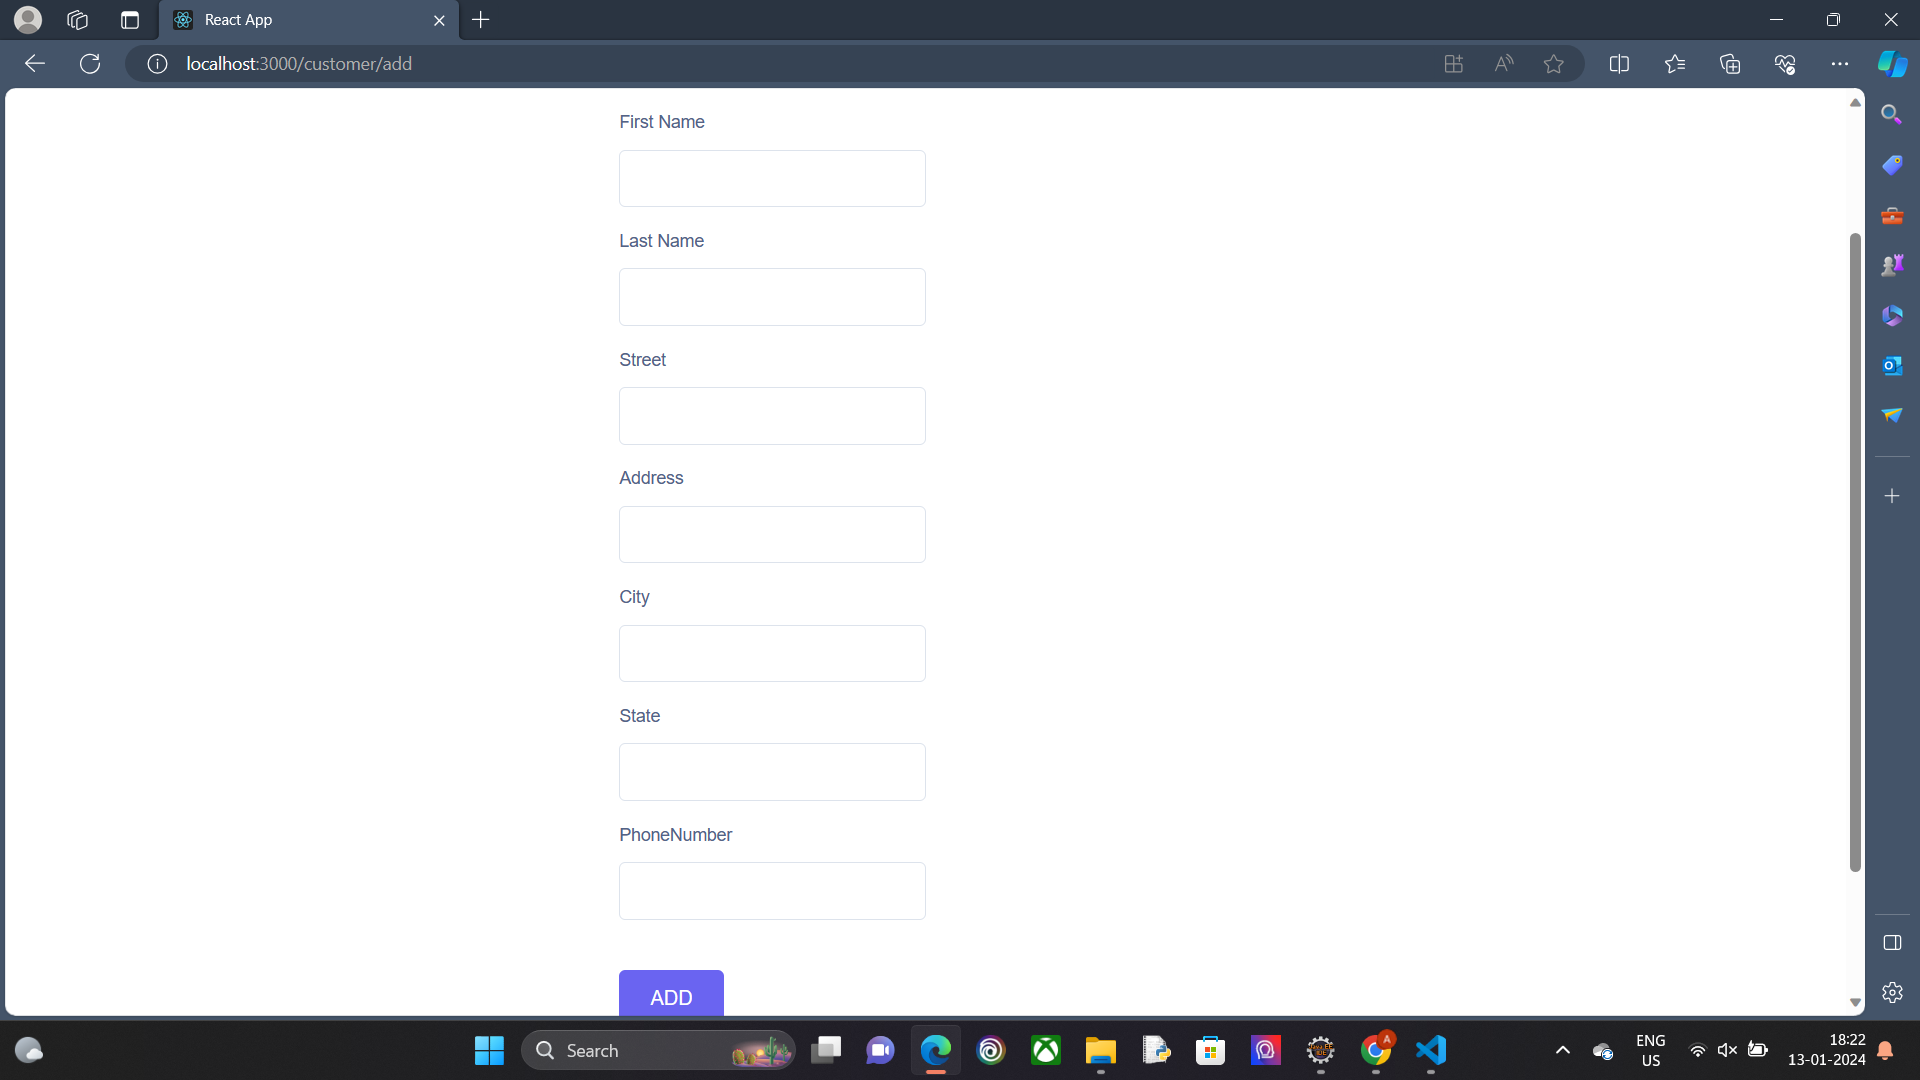 React App
localhost:3000/customer/add
First Name
Last Name
Street
Address
City
State
PhoneNumber
ADD
Search
A
ENG
US
18:22
13-01-2024